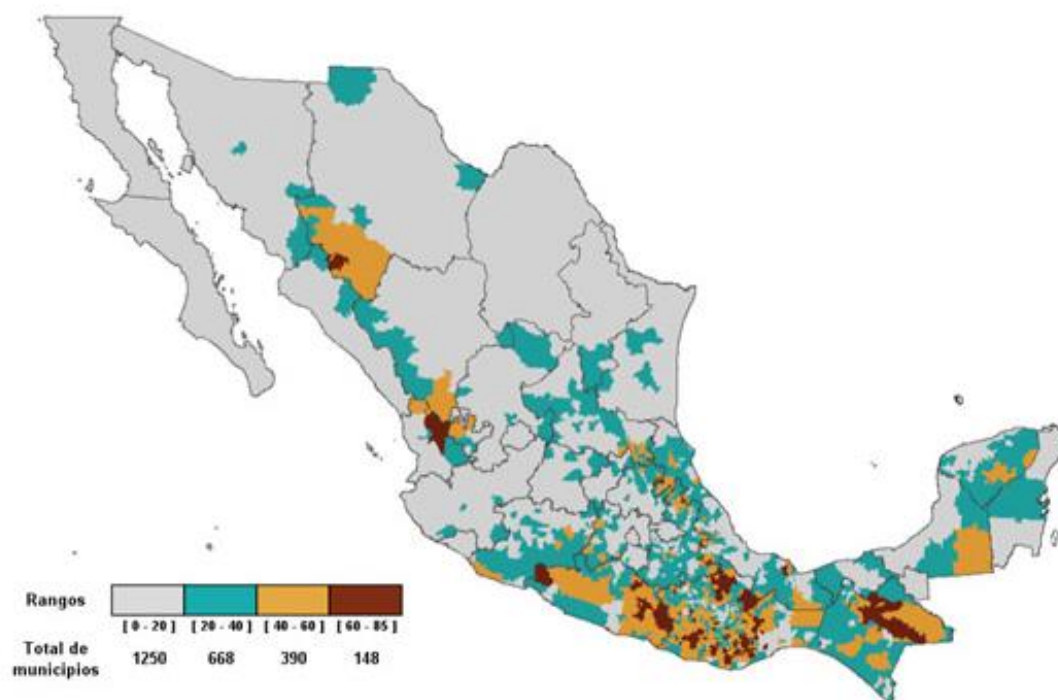 Rangos
[ 0 - 20 ] [ 20 - 40 ] [ 40 - 60 ] [ 60 - 85 ]
Total de municipios 1250 668 390 148